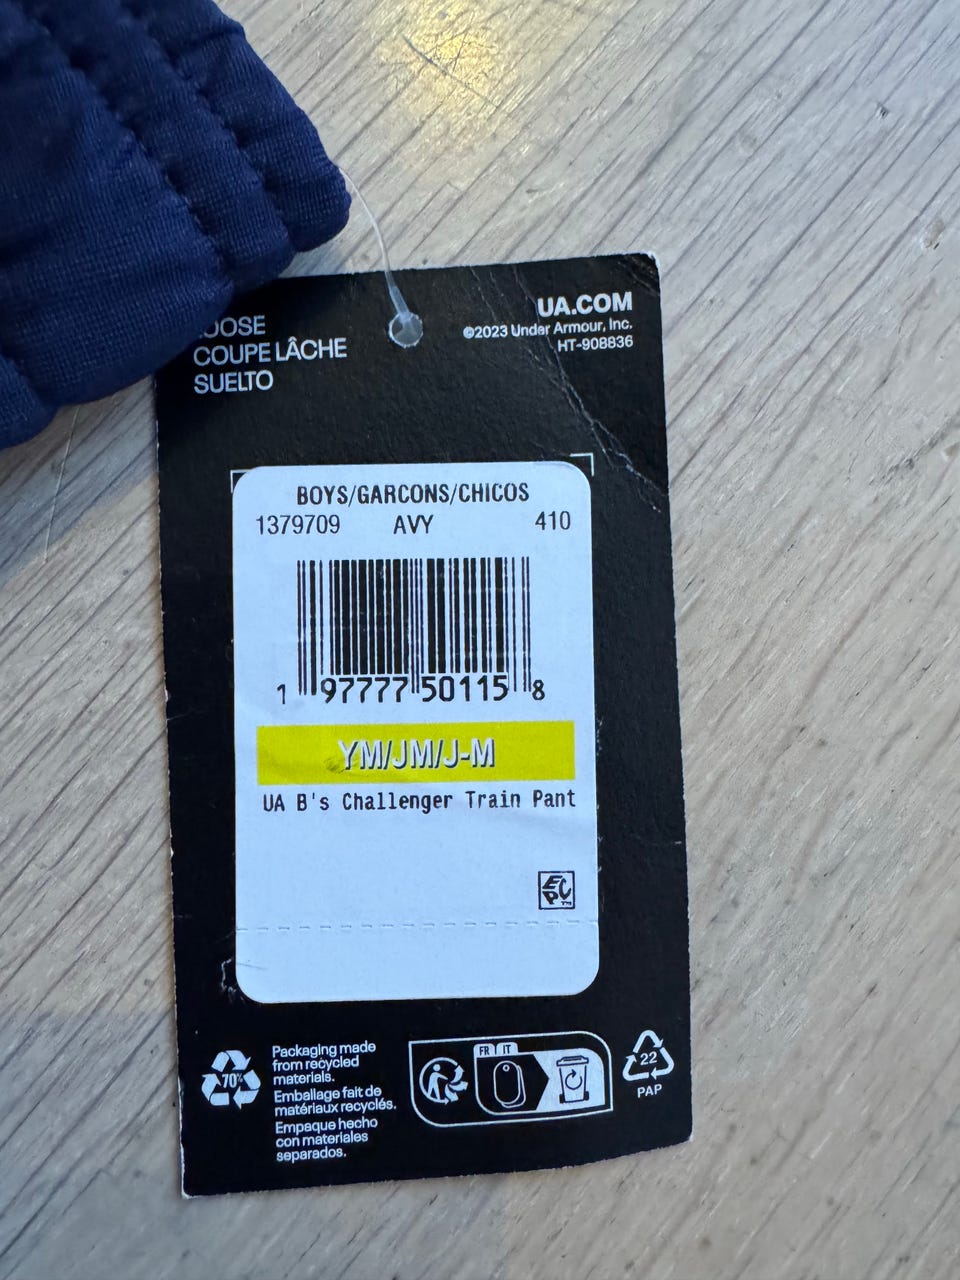 OOSE
COUPE LÂCHE
SUELTO
UA.COM
©2023 Under Armour, Inc.
HT-908836
BOYS/GARCONS/CHICOS
1379709 AVY 410
1 97777 50115 8
YM/JM/J-M
UA B's Challenger Train Pant
EPC™
70%
Packaging made
from recycled
materials.
Emballage fait de
matériaux recyclés.
Empaque hecho
con materiales
separados.
FR IT
22
PAP